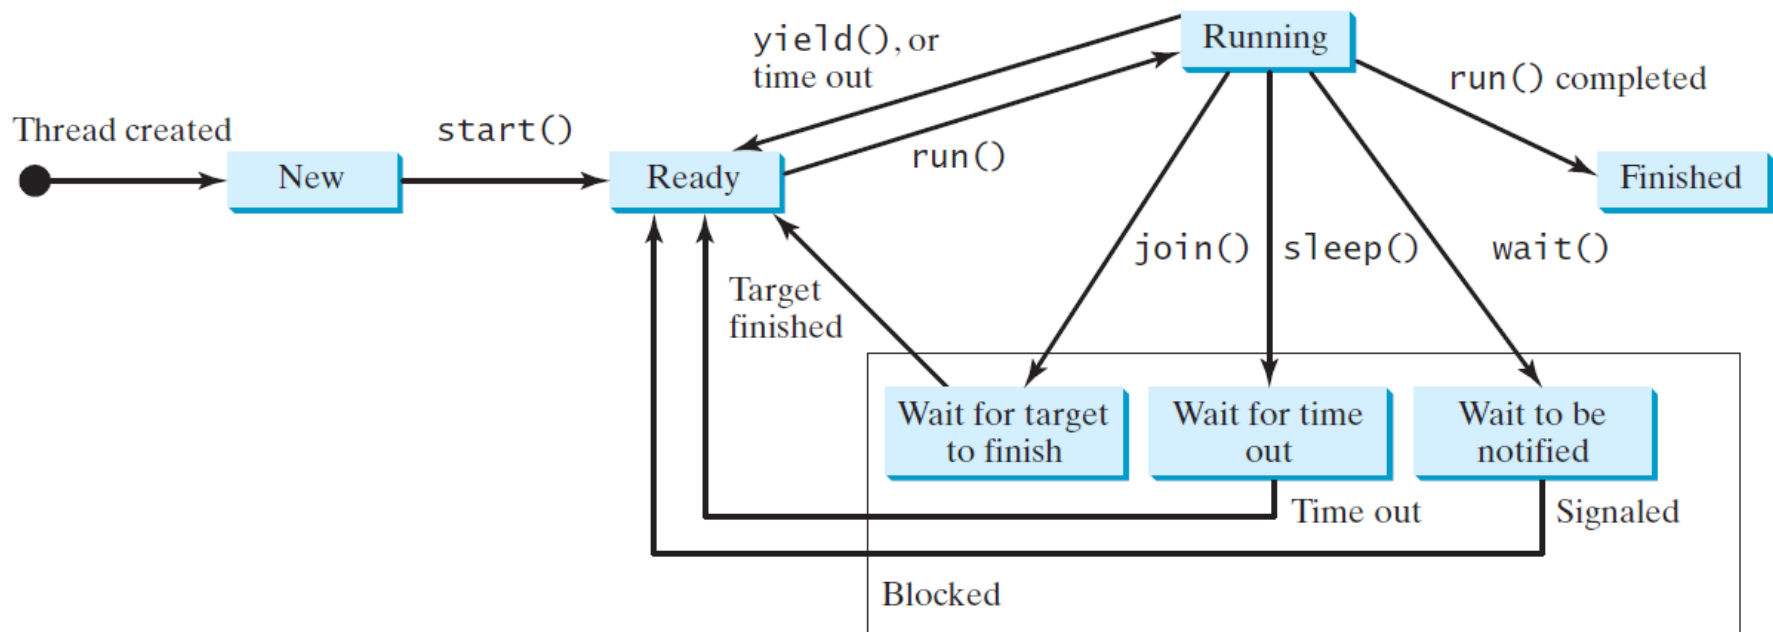 yield(), or
time out
Running
run() completed
Thread created
start()
New
Ready
run()
Finished
join()
sleep()
wait()
Target
finished
Wait for target
to finish
Wait for time
out
Wait to be
notified
Time out
Signaled
Blocked